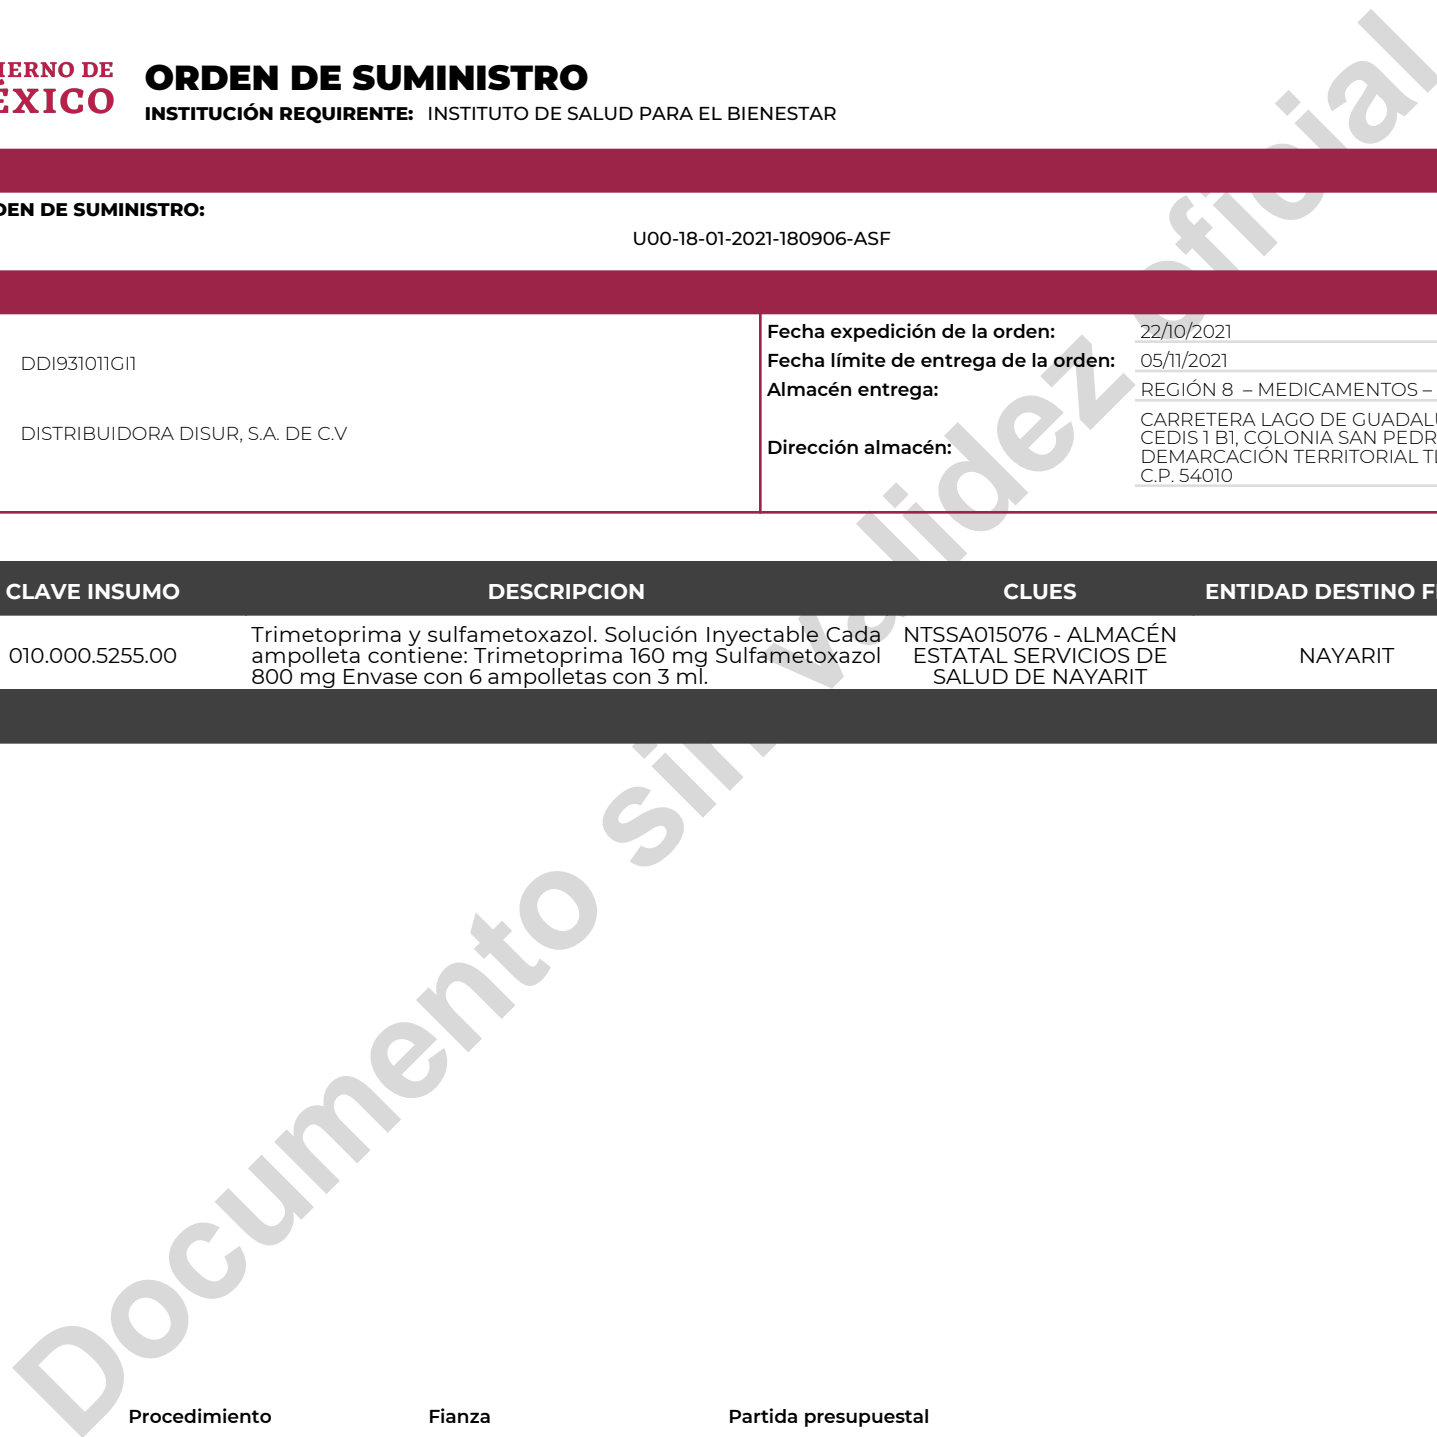 IERNO DE
ÉXICO
ORDEN DE SUMINISTRO
INSTITUCIÓN REQUIRENTE: INSTITUTO DE SALUD PARA EL BIENESTAR
DEN DE SUMINISTRO:
U00-18-01-2021-180906-ASF
DDI931011GI1
DISTRIBUIDORA DISUR, S.A. DE C.V
Fecha expedición de la orden: 22/10/2021
Fecha límite de entrega de la orden: 05/11/2021
Almacén entrega: REGIÓN 8 – MEDICAMENTOS –
Dirección almacén:
CARRETERA LAGO DE GUADALU
CEDIS 1 B1, COLONIA SAN PEDR
DEMARCACIÓN TERRITORIAL TL
C.P. 54010
CLAVE INSUMO DESCRIPCION CLUES ENTIDAD DESTINO FI
010.000.5255.00
Trimetoprima y sulfametoxazol. Solución Inyectable Cada
ampolleta contiene: Trimetoprima 160 mg Sulfametoxazol
800 mg Envase con 6 ampolletas con 3 ml.
NTSSA015076 - ALMACÉN
ESTATAL SERVICIOS DE
SALUD DE NAYARIT
NAYARIT
Procedimiento Fianza Partida presupuestal
Documento sin validez oficial